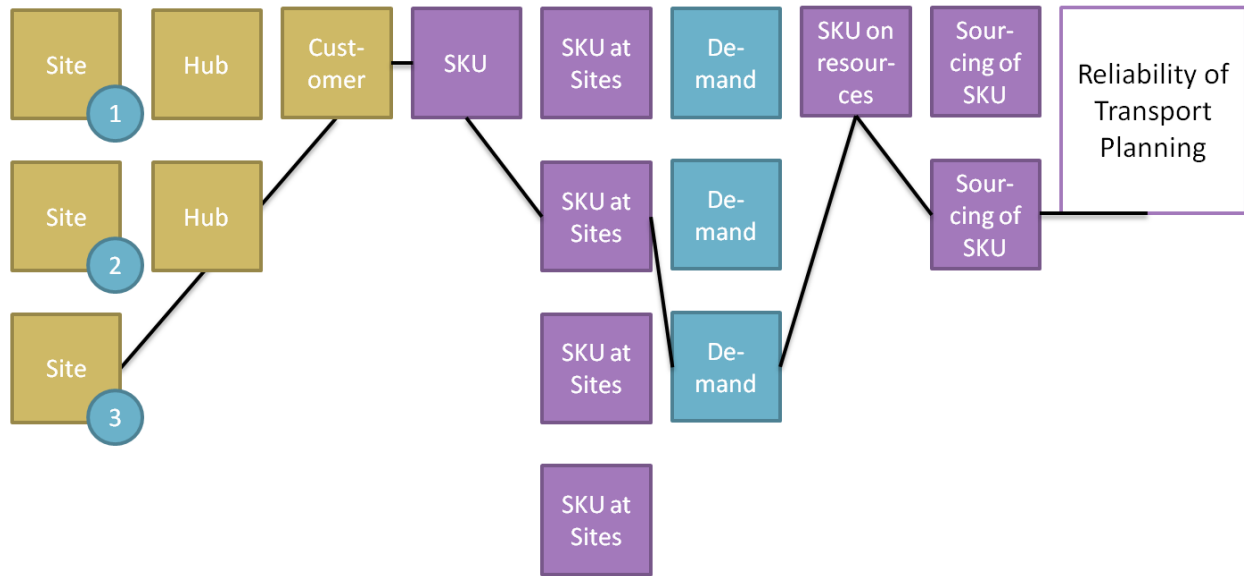 Site
1
Hub
Cust-
omer
SKU
SKU at
Sites
De-
mand
SKU on
resour-
ces
Sour-
cing of
SKU
Reliability of
Transport
Planning
Site
2
Hub
SKU at
Sites
De-
mand
Sour-
cing of
SKU
Site
3
SKU at
Sites
De-
mand
SKU at
Sites